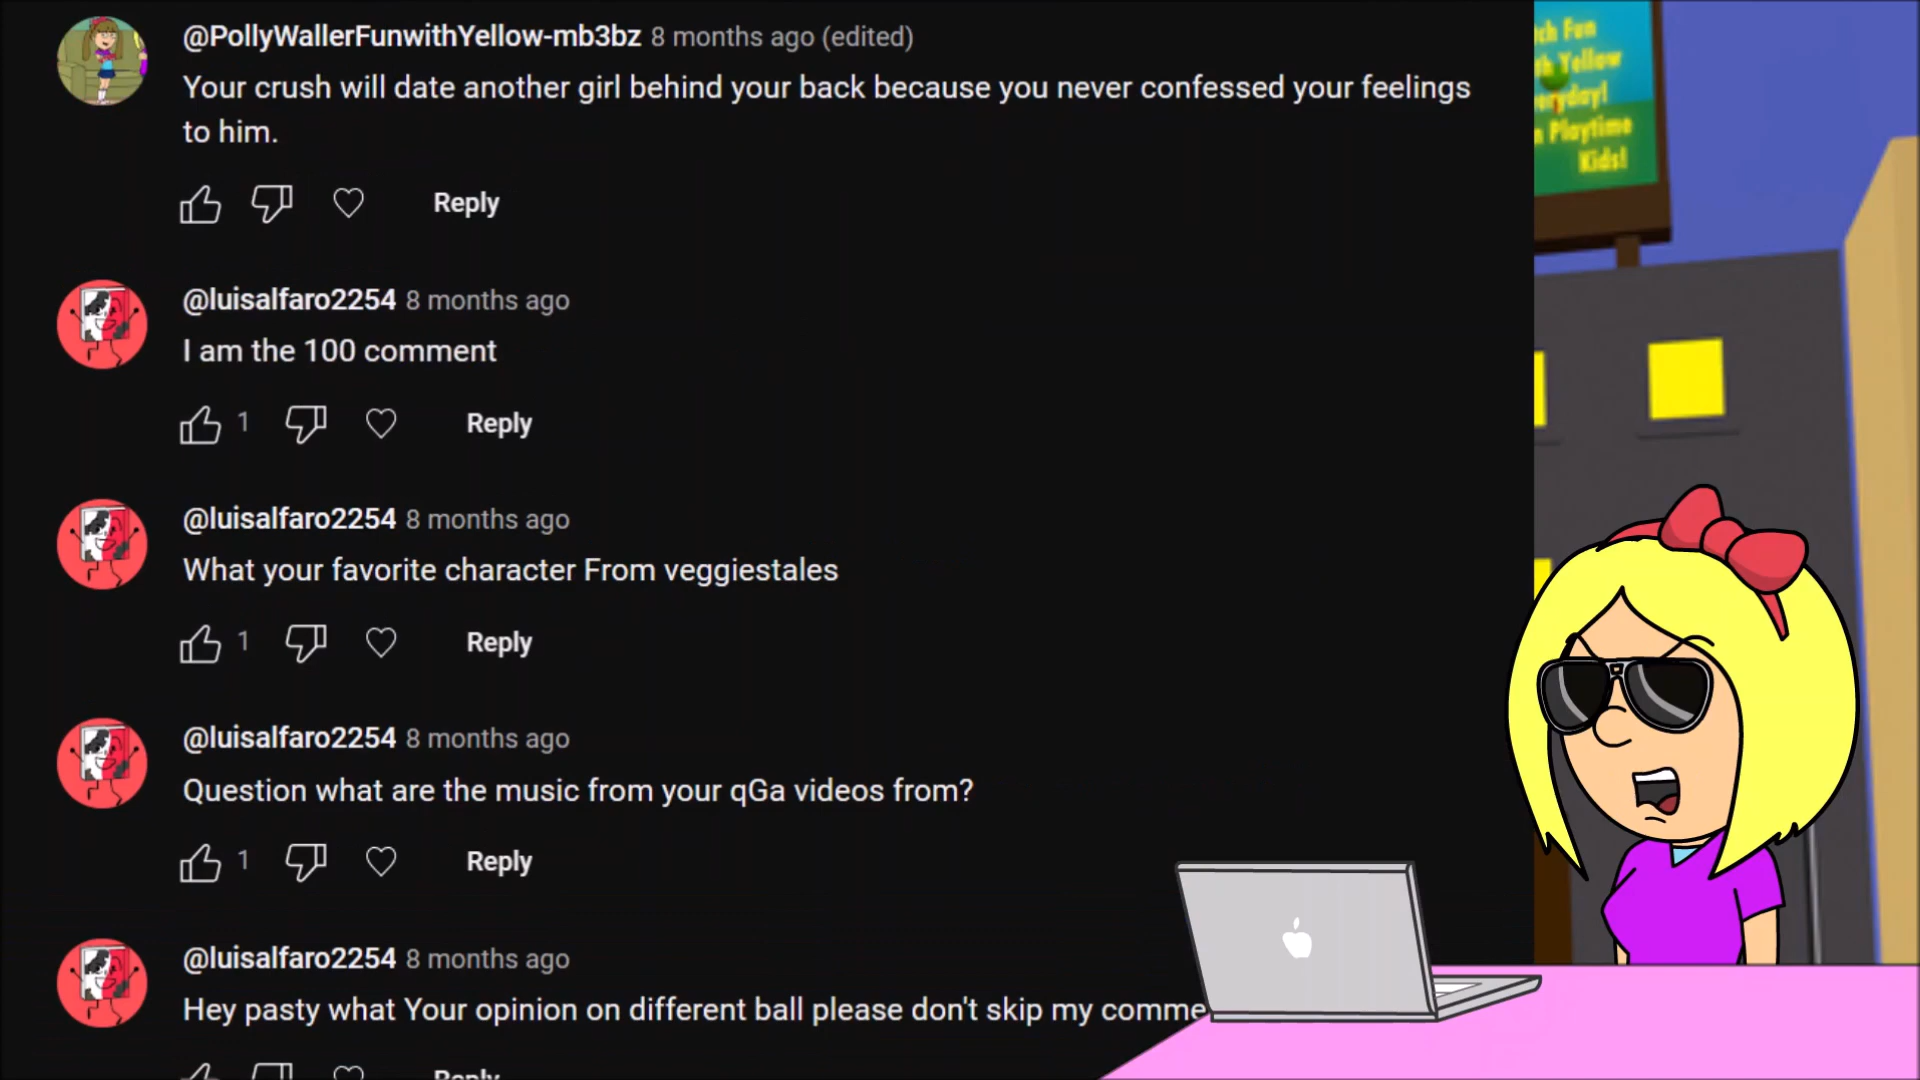 @PollyWallerFunwithYellow-mb3bz 8 months ago (edited)
Your crush will date another girl behind your back because you never confessed your feelings
to him.
Reply
@luisalfaro2254 8 months ago
I am the 100 comment
1 Reply
@luisalfaro2254 8 months ago
What your favorite character From veggiestales
1 Reply
@luisalfaro2254 8 months ago
Question what are the music from your qGa videos from?
1 Reply
@luisalfaro2254 8 months ago
Hey pasty what Your opinion on different ball please don't skip my comme
Reply
Fun
Yellow
Playtime
Kids!